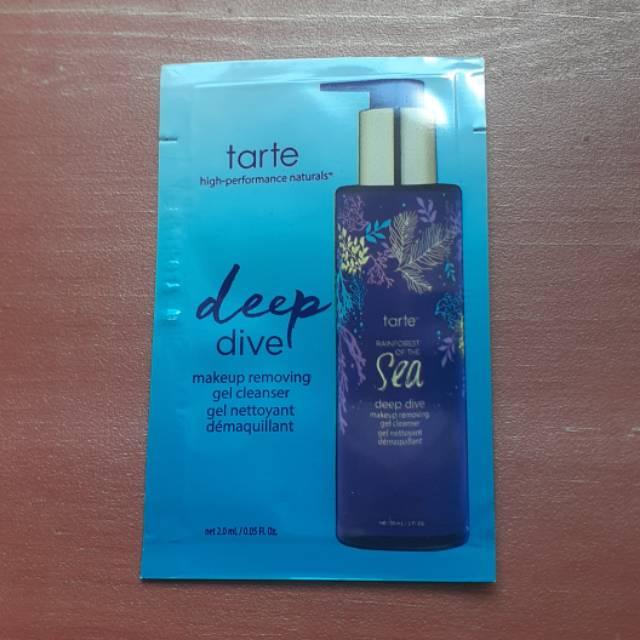 tarte
high-performance naturals™
deep
dive
makeup removing
gel cleanser
gel nettoyant
démaquillant
net 2.0 mL / 0.05 Fl. Oz.
tarte™
RAINFOREST
OF THE
Sea
deep dive
makeup removing
gel cleanser
gel nettoyant
démaquillant